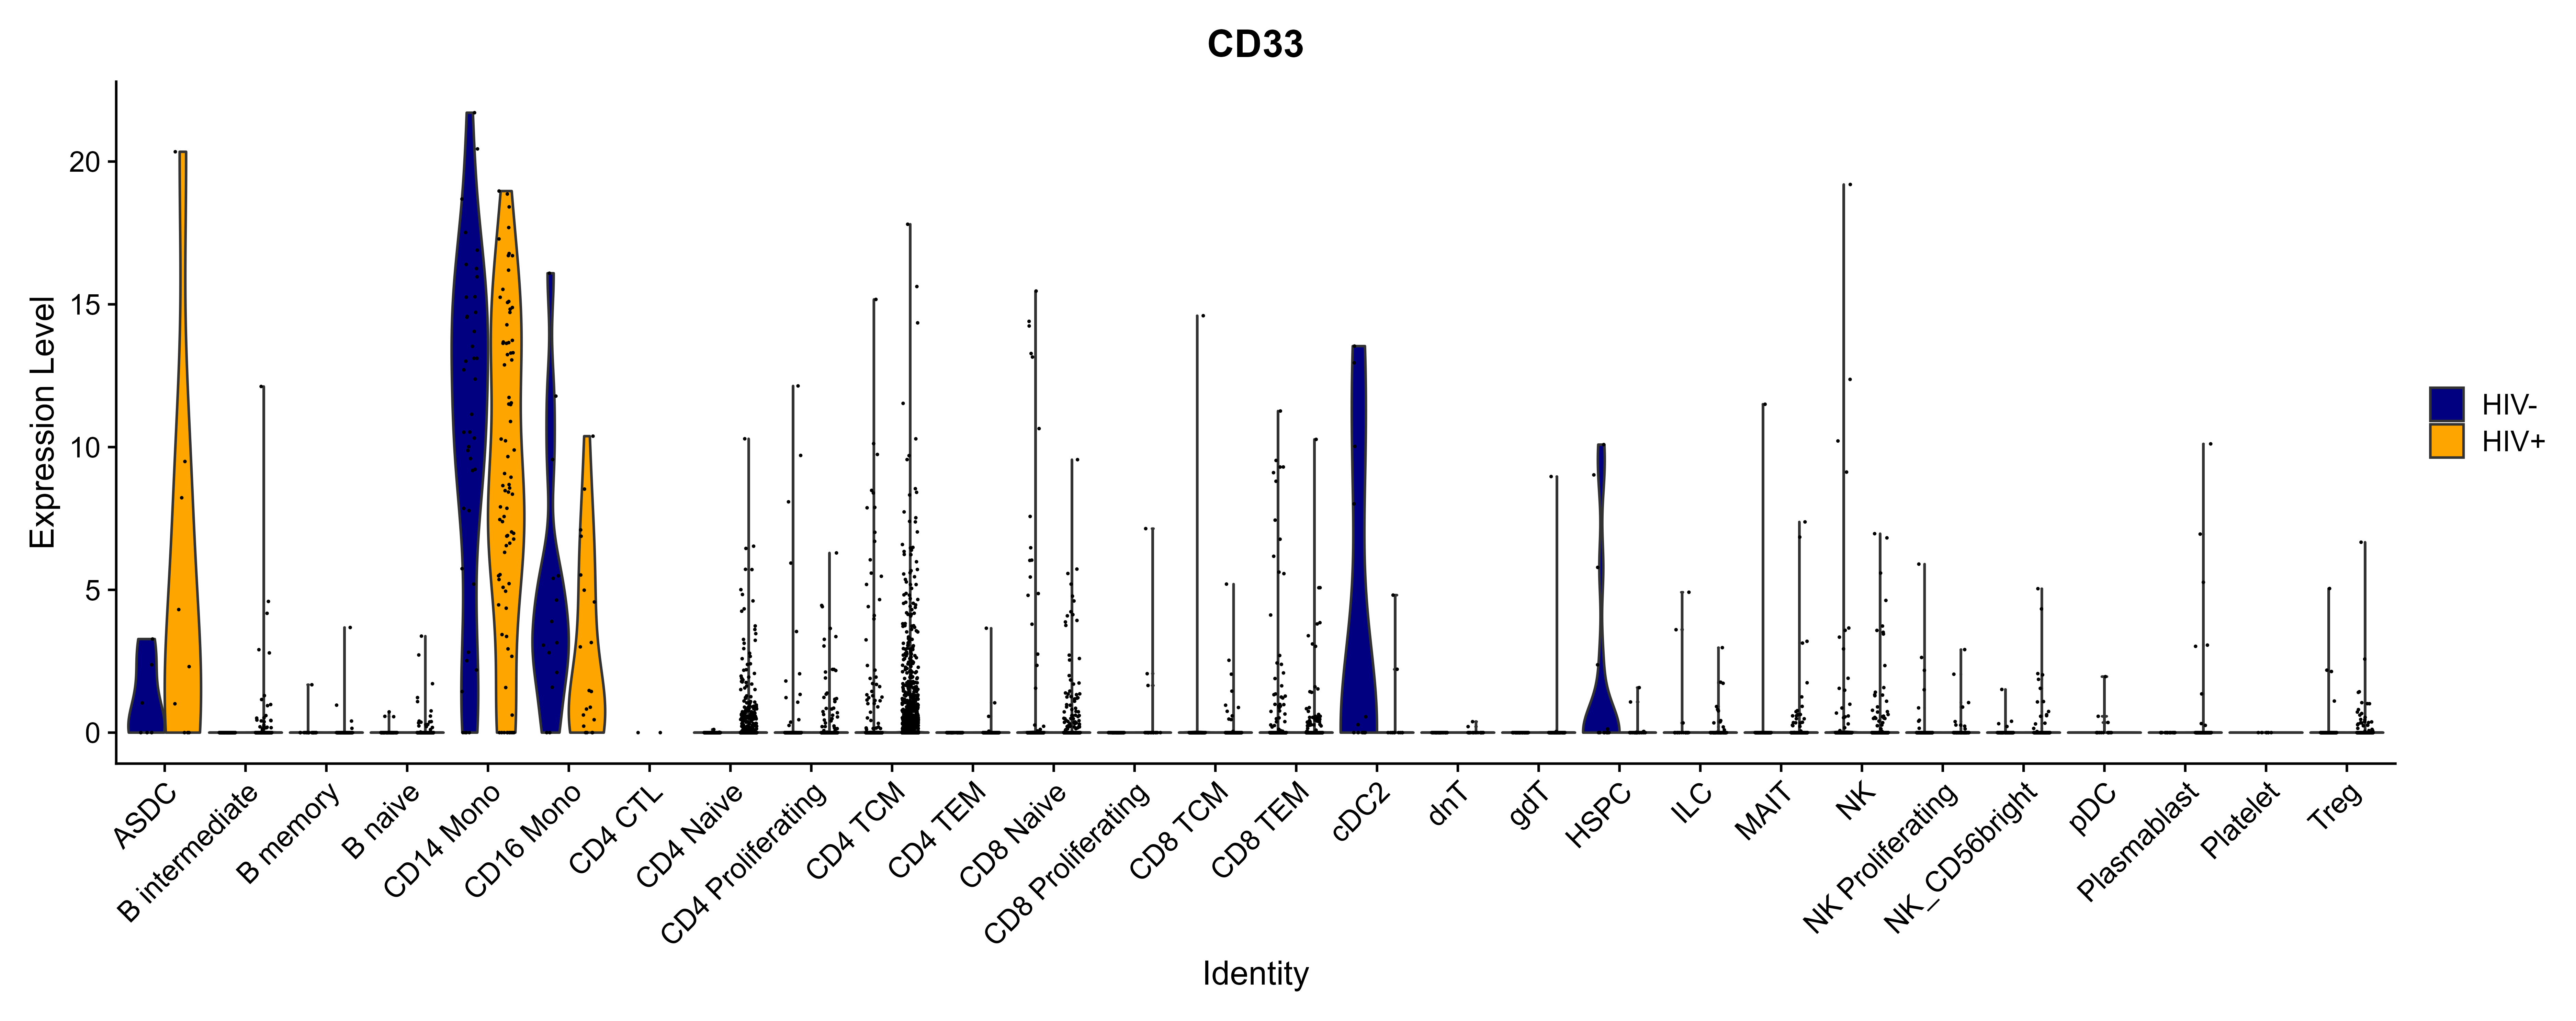 CD33
Expression Level
20
15
10
5
0
ASDC
B intermediate
B memory
B naive
CD14 Mono
CD16 Mono
CD4 CTL
CD4 Naive
CD4 Proliferating
CD4 TCM
CD4 TEM
CD8 Naive
CD8 Proliferating
CD8 TCM
CD8 TEM
cDC2
dnT
gdT
HSPC
ILC
MAIT
NK
NK Proliferating
NK_CD56bright
pDC
Plasmablast
Platelet
Treg
Identity
HIV-
HIV+